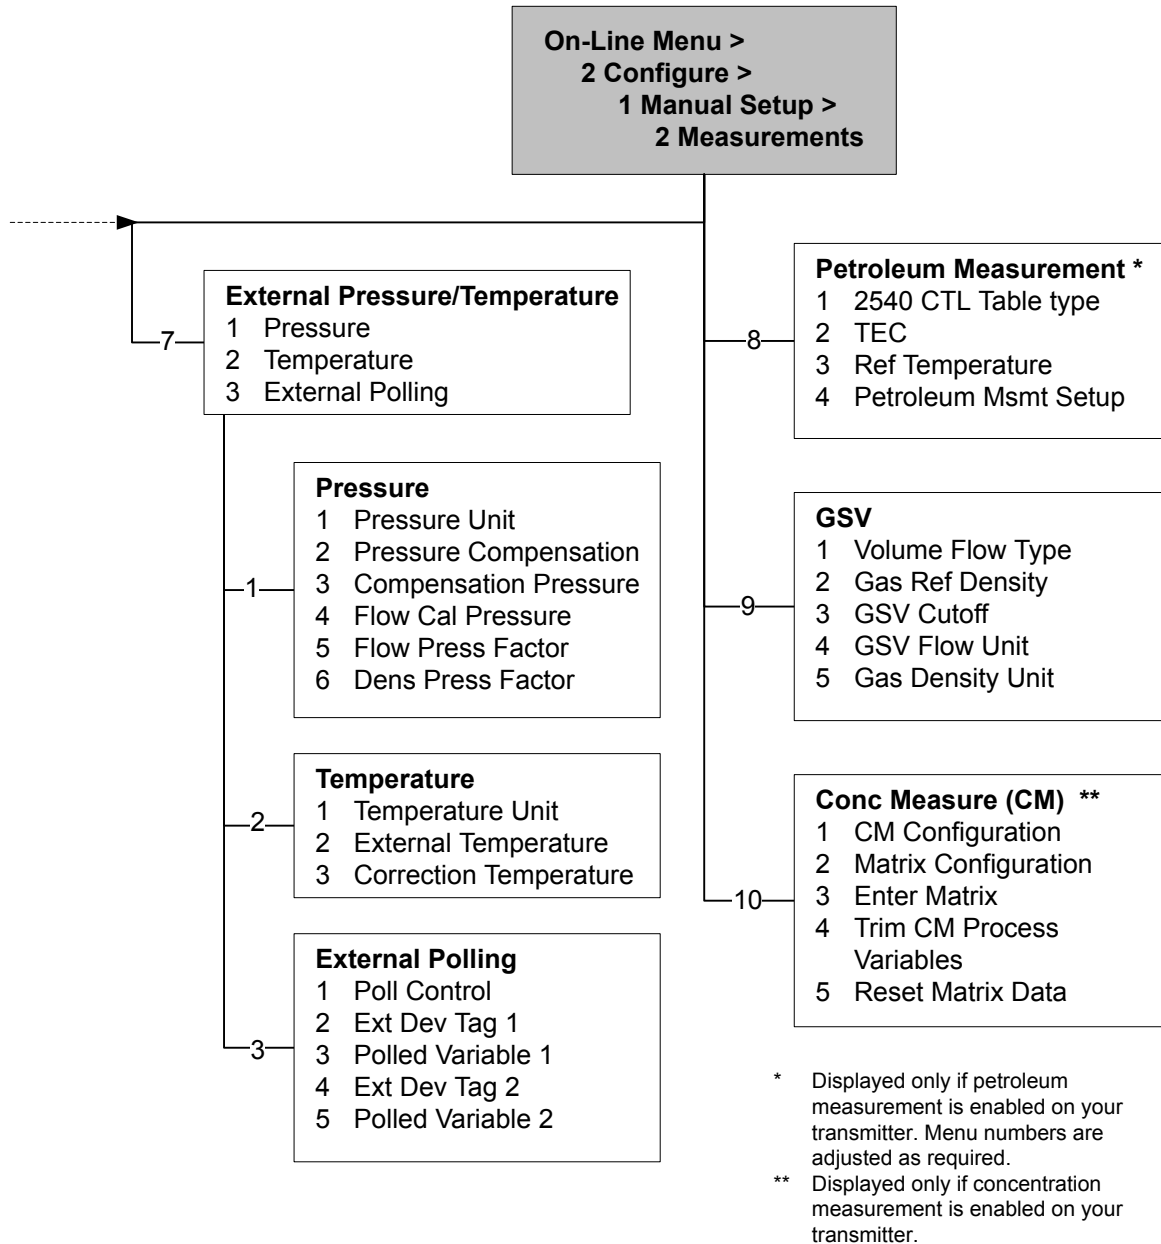 On-Line Menu >
2 Configure >
1 Manual Setup >
2 Measurements
7
External Pressure/Temperature
1 Pressure
2 Temperature
3 External Polling
1
Pressure
1 Pressure Unit
2 Pressure Compensation
3 Compensation Pressure
4 Flow Cal Pressure
5 Flow Press Factor
6 Dens Press Factor
2
Temperature
1 Temperature Unit
2 External Temperature
3 Correction Temperature
3
External Polling
1 Poll Control
2 Ext Dev Tag 1
3 Polled Variable 1
4 Ext Dev Tag 2
5 Polled Variable 2
8
Petroleum Measurement *
1 2540 CTL Table type
2 TEC
3 Ref Temperature
4 Petroleum Msmt Setup
9
GSV
1 Volume Flow Type
2 Gas Ref Density
3 GSV Cutoff
4 GSV Flow Unit
5 Gas Density Unit
10
Conc Measure (CM) **
1 CM Configuration
2 Matrix Configuration
3 Enter Matrix
4 Trim CM Process
Variables
5 Reset Matrix Data
* Displayed only if petroleum
measurement is enabled on your
transmitter. Menu numbers are
adjusted as required.
** Displayed only if concentration
measurement is enabled on your
transmitter.